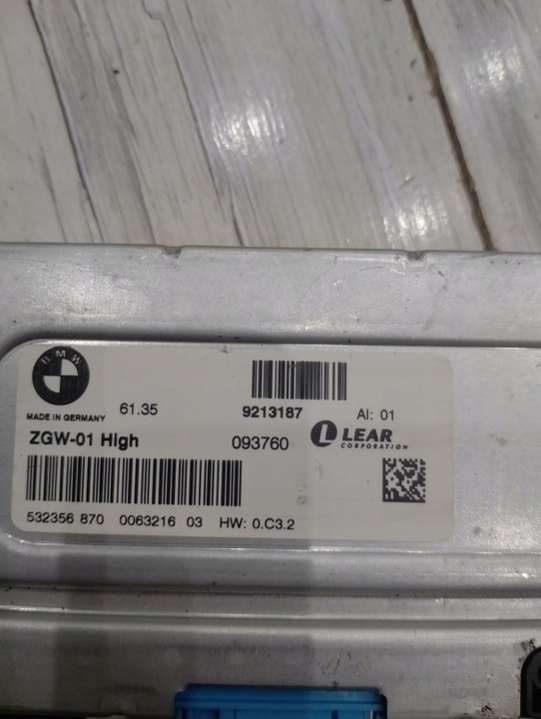 BMW
MADE IN GERMANY
61.35
9213187
AI: 01
ZGW-01 High
093760
LEAR
CORPORATION
532356 870 0063216 03 HW: 0.C3.2